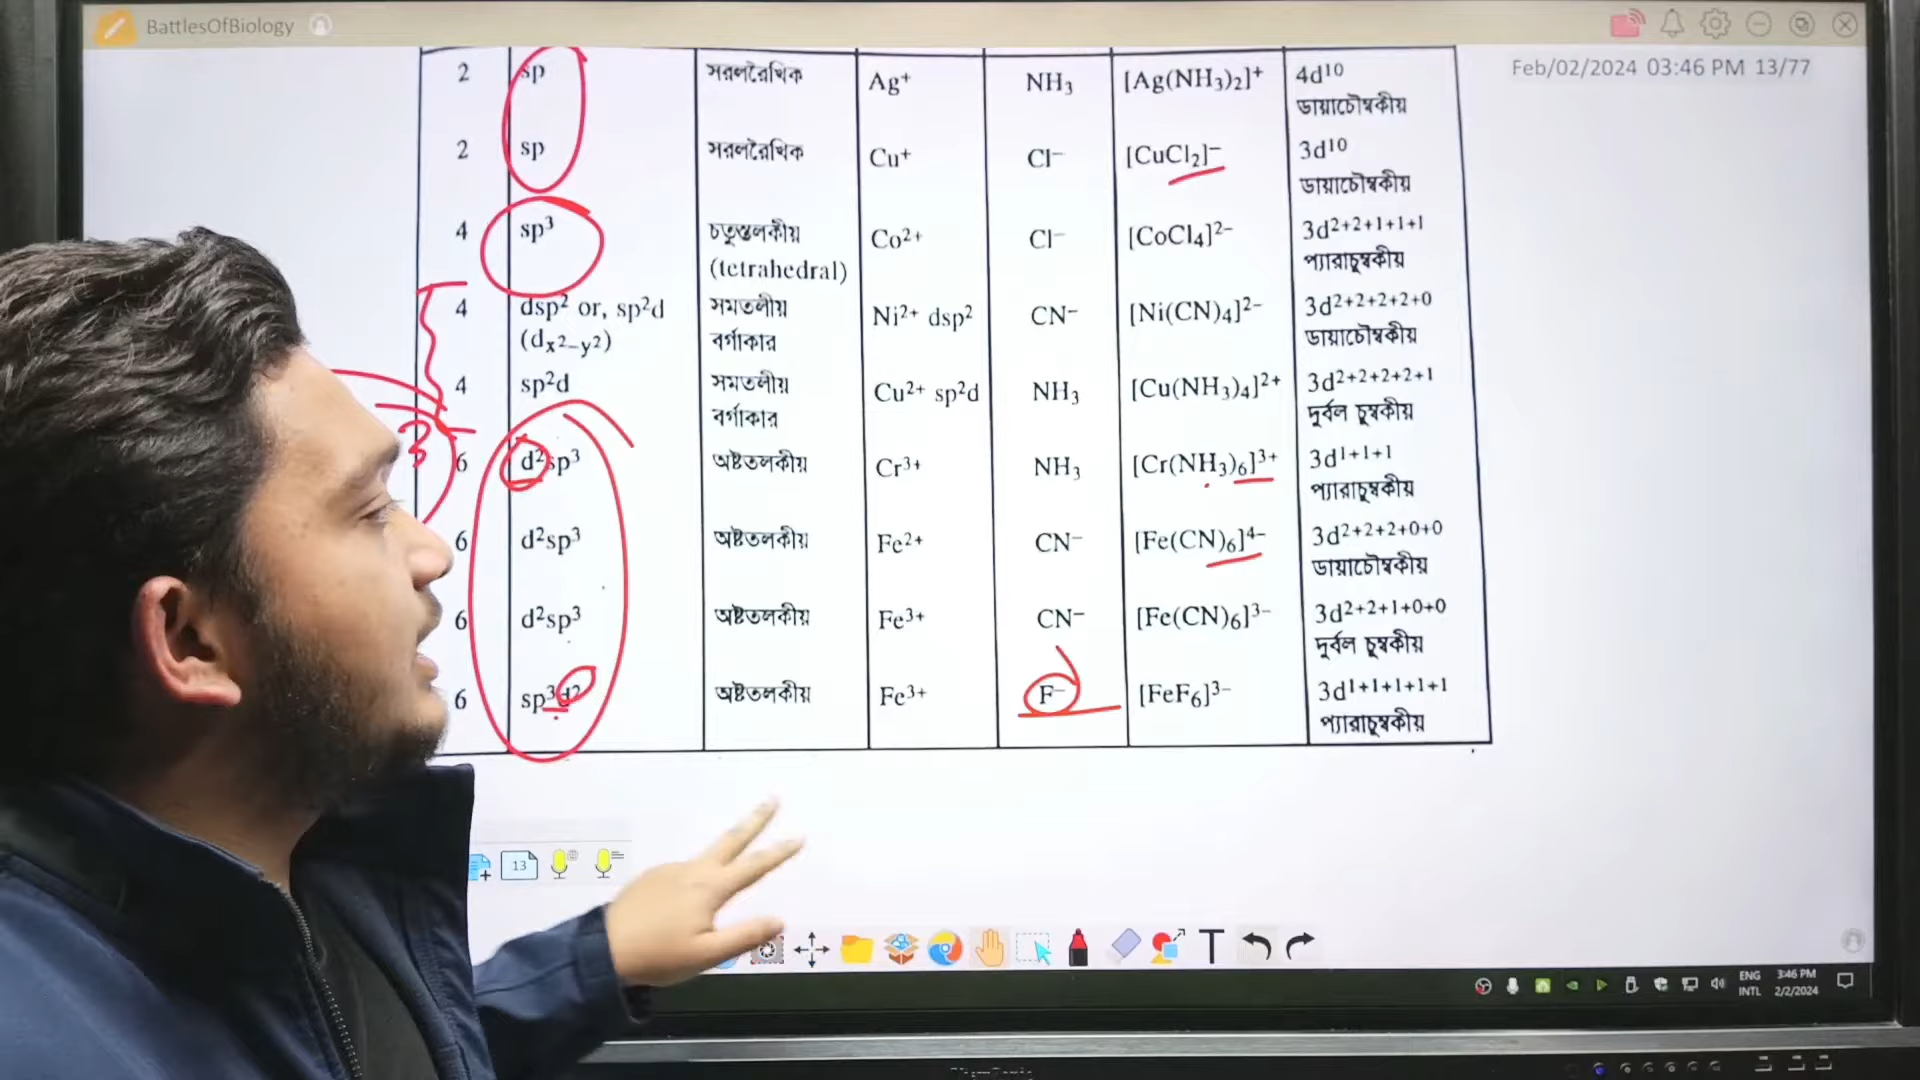 BattlesOfBiology
Feb/02/2024 03:46 PM 13/77
2 sp সরলরৈখিক Ag⁺ NH₃ [Ag(NH₃)₂]⁺ 4d¹⁰
ডায়াচৌম্বকীয়
2 sp সরলরৈখিক Cu⁺ Cl⁻ [CuCl₂]⁻ 3d¹⁰
ডায়াচৌম্বকীয়
4 sp³ চতুস্তলকীয় Co²⁺ Cl⁻ [CoCl₄]²⁻ 3d²⁺²⁺¹⁺¹⁺¹
(tetrahedral) প্যারাচুম্বকীয়
4 dsp² or, sp²d সমতলীয় Ni²⁺ dsp² CN⁻ [Ni(CN)₄]²⁻ 3d²⁺²⁺²⁺²⁺⁰
(dx²–y²) বর্গাকার ডায়াচৌম্বকীয়
4 sp²d সমতলীয় Cu²⁺ sp²d NH₃ [Cu(NH₃)₄]²⁺ 3d²⁺²⁺²⁺²⁺¹
বর্গাকার দুর্বল চুম্বকীয়
6 d²sp³ অষ্টতলকীয় Cr³⁺ NH₃ [Cr(NH₃)₆]³⁺ 3d¹⁺¹⁺¹
প্যারাচুম্বকীয়
6 d²sp³ অষ্টতলকীয় Fe²⁺ CN⁻ [Fe(CN)₆]⁴⁻ 3d²⁺²⁺²⁺⁰⁺⁰
ডায়াচৌম্বকীয়
6 d²sp³ অষ্টতলকীয় Fe³⁺ CN⁻ [Fe(CN)₆]³⁻ 3d²⁺²⁺¹⁺⁰⁺⁰
দুর্বল চুম্বকীয়
6 sp³d² অষ্টতলকীয় Fe³⁺ F⁻ [FeF₆]³⁻ 3d¹⁺¹⁺¹⁺¹⁺¹
প্যারাচুম্বকীয়
13
T
ENG 3:46 PM
INTL 2/2/2024